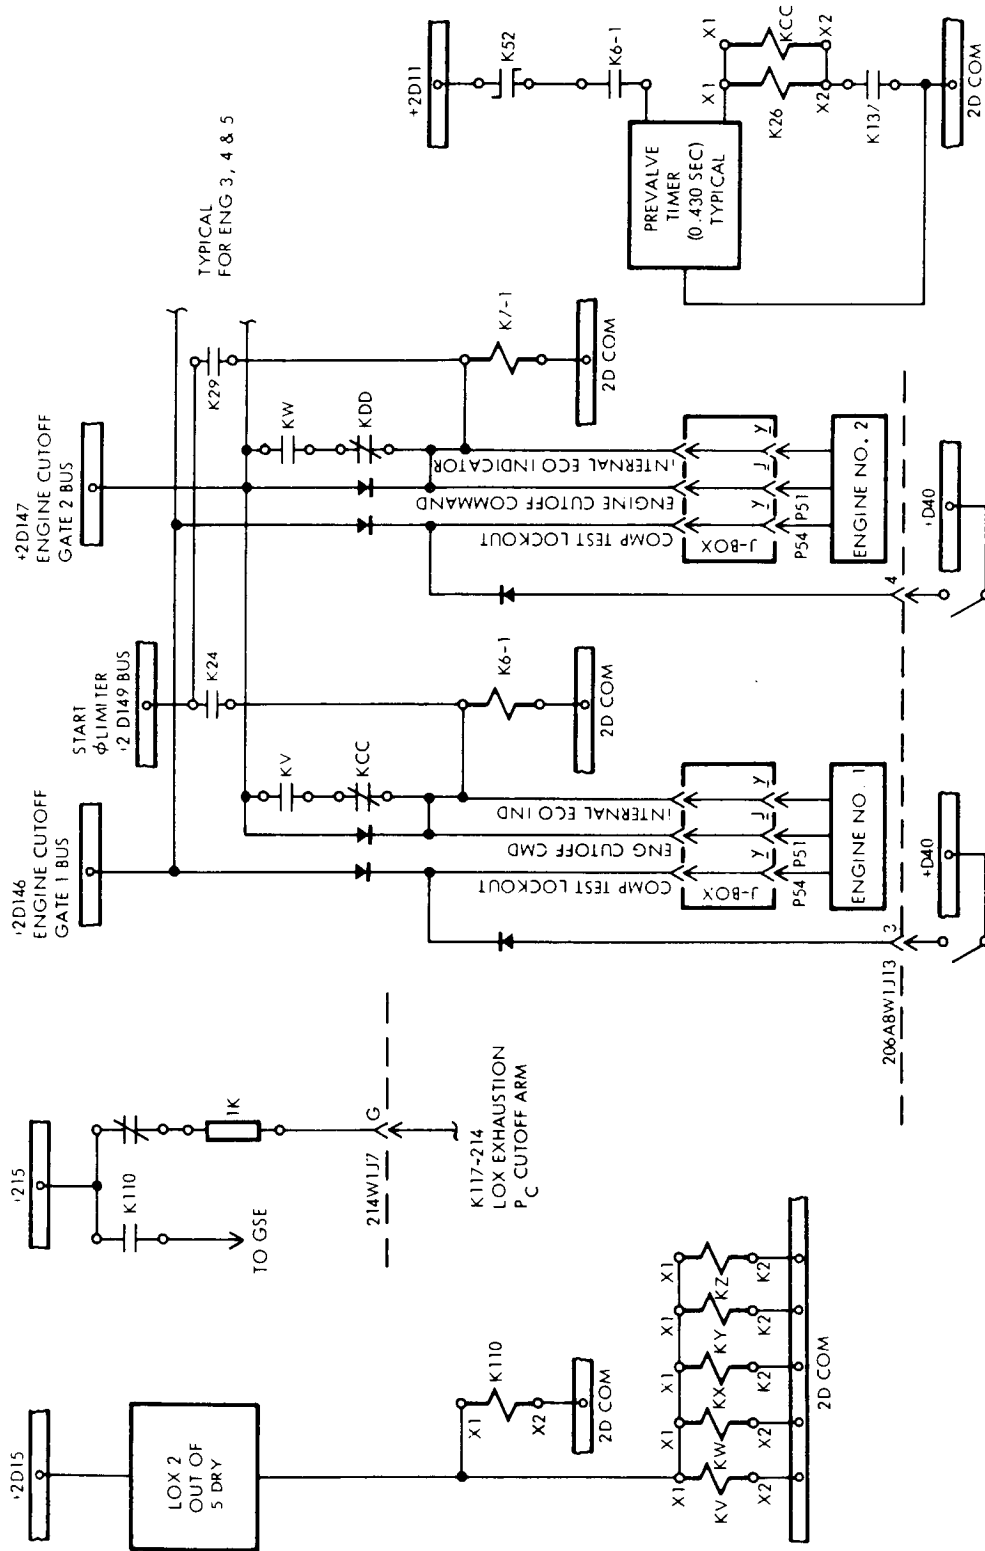 +2D15
LOX 2
OUT OF
5 DRY
X1
K110
X2
2D COM
X1
X1
X1
X1
X1
KV
KW
KX
KY
KZ
X2
X2
K2
K2
K2
2D COM
+215
K110
1K
TO GSE
214W1J7
G
K117-214
LOX EXHAUSTION
PC CUTOFF ARM
+2D146
ENGINE CUTOFF
GATE 1 BUS
START
ϕLIMITER
+2 D149 BUS
K24
KV
KCC
K6-1
2D COM
COMP TEST LOCKOUT
ENG CUTOFF CMD
INTERNAL ECO IND
J-BOX
y
J
y
P54
P51
ENGINE NO. 1
206A8W1J13
3
+D40
+2D147
ENGINE CUTOFF
GATE 2 BUS
TYPICAL
FOR ENG 3, 4 & 5
K29
KW
KDD
K7-1
2D COM
COMP TEST LOCKOUT
ENGINE CUTOFF COMMAND
INTERNAL ECO INDICATOR
J-BOX
y
J
y
P54
P51
ENGINE NO. 2
4
+D40
+2D11
K52
K6-1
PREVALVE
TIMER
(0.430 SEC)
TYPICAL
X1
X1
K26
KCC
X2
X2
K137
2D COM